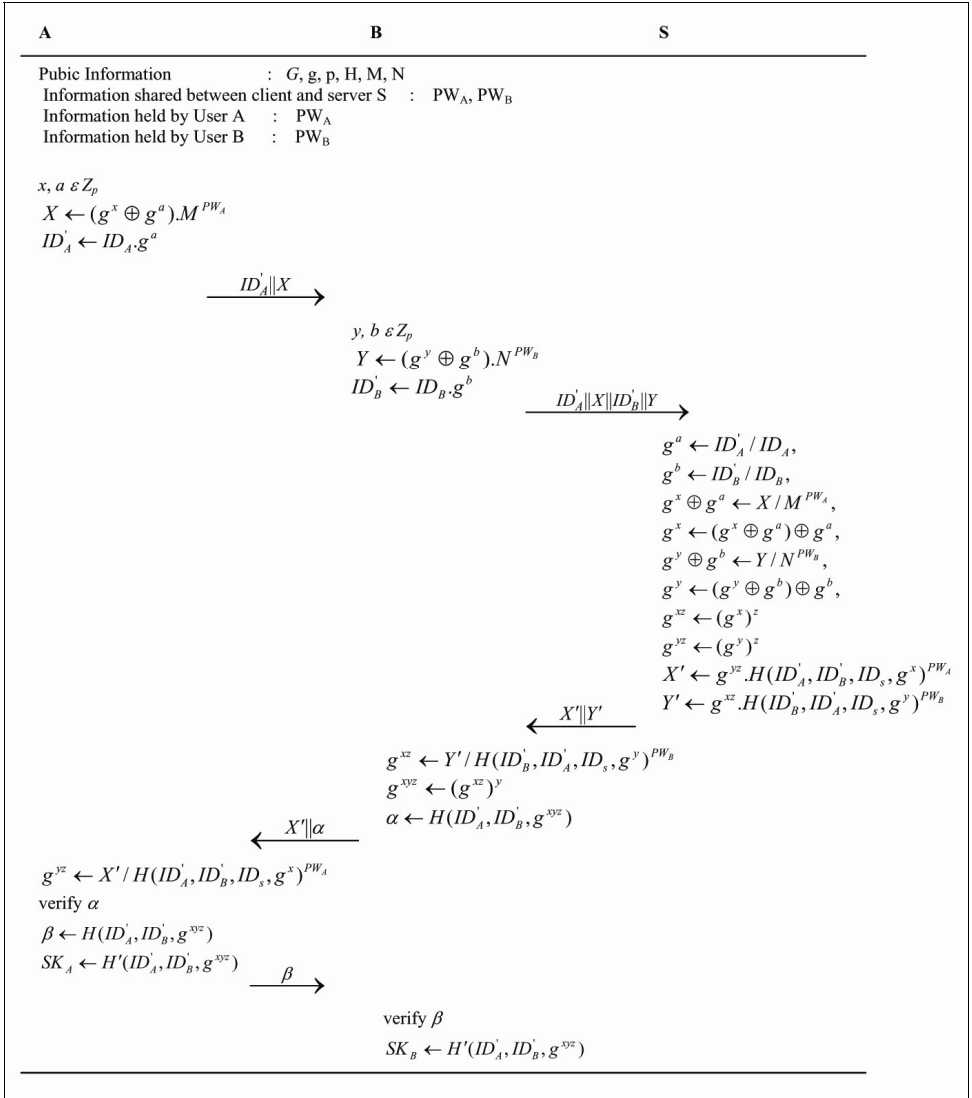 A B S
Pubic Information : G, g, p, H, M, N
Information shared between client and server S : PW_A, PW_B
Information held by User A : PW_A
Information held by User B : PW_B
x, a ε Z_p
X ← (g^x ⊕ g^a).M^{PW_A}
ID'_A ← ID_A.g^a
ID'_A||X
y, b ε Z_p
Y ← (g^y ⊕ g^b).N^{PW_B}
ID'_B ← ID_B.g^b
ID'_A||X||ID'_B||Y
g^a ← ID'_A / ID_A,
g^b ← ID'_B / ID_B,
g^x ⊕ g^a ← X / M^{PW_A},
g^x ← (g^x ⊕ g^a) ⊕ g^a,
g^y ⊕ g^b ← Y / N^{PW_B},
g^y ← (g^y ⊕ g^b) ⊕ g^b,
g^{xz} ← (g^x)^z
g^{yz} ← (g^y)^z
X′ ← g^{yz}.H(ID'_A, ID'_B, ID_s, g^x)^{PW_A}
Y′ ← g^{xz}.H(ID'_B, ID'_A, ID_s, g^y)^{PW_B}
X′||Y′
g^{xz} ← Y′ / H(ID'_B, ID'_A, ID_s, g^y)^{PW_B}
g^{xyz} ← (g^{xz})^y
α ← H(ID'_A, ID'_B, g^{xyz})
X′||α
g^{yz} ← X′ / H(ID'_A, ID'_B, ID_s, g^x)^{PW_A}
verify α
β ← H(ID'_A, ID'_B, g^{xyz})
SK_A ← H′(ID'_A, ID'_B, g^{xyz})
β
verify β
SK_B ← H′(ID'_A, ID'_B, g^{xyz})